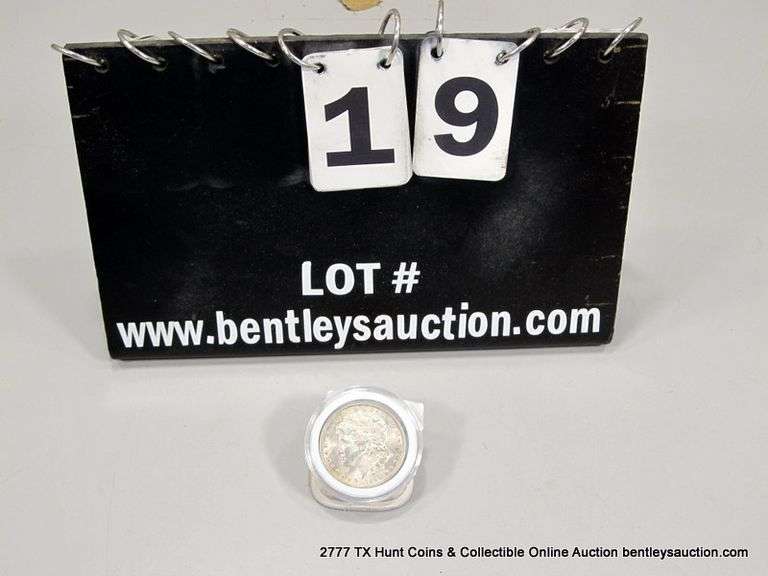 19
LOT #
www.bentleysauction.com
2777 TX Hunt Coins & Collectible Online Auction bentleysauction.com